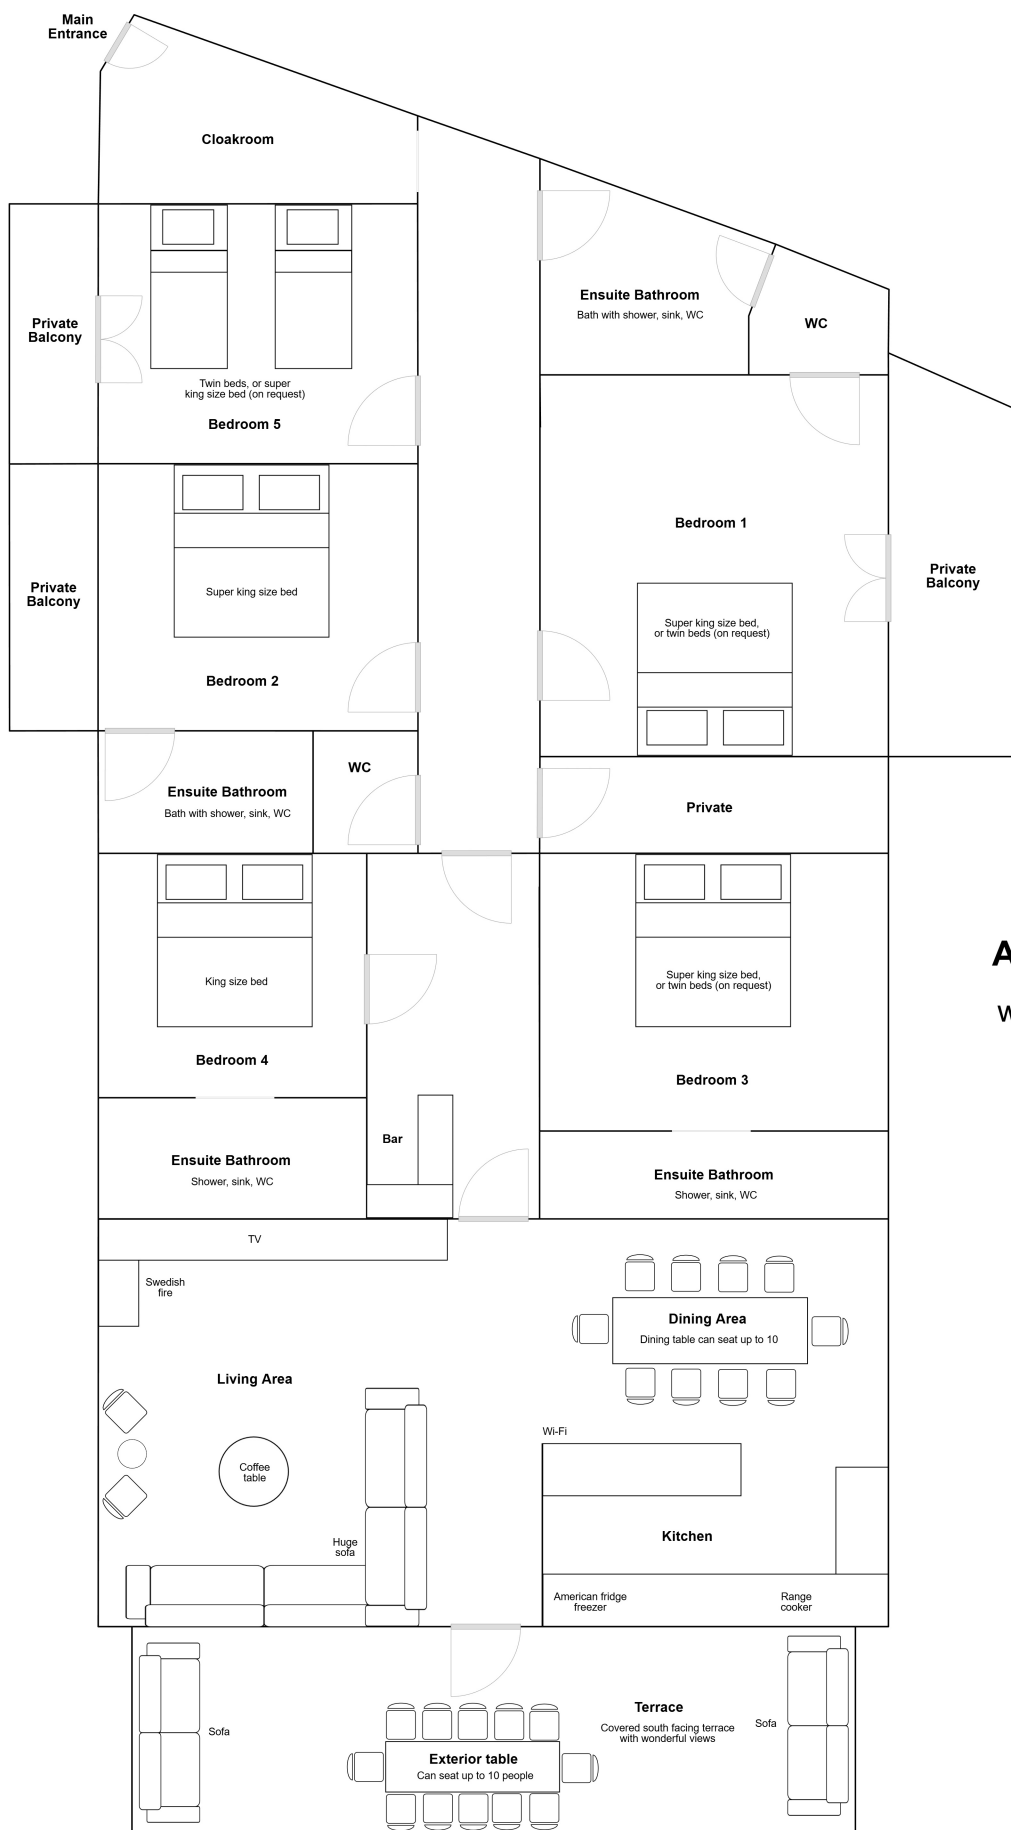 Main
Entrance
Cloakroom
Private
Balcony
Twin beds, or super
king size bed (on request)
Bedroom 5
Ensuite Bathroom
Bath with shower, sink, WC
WC
Bedroom 1
Super king size bed,
or twin beds (on request)
Private
Balcony
Private
Balcony
Super king size bed
Bedroom 2
Ensuite Bathroom
Bath with shower, sink, WC
WC
Private
King size bed
Bedroom 4
Super king size bed,
or twin beds (on request)
Bedroom 3
A
Bar
Ensuite Bathroom
Shower, sink, WC
Ensuite Bathroom
Shower, sink, WC
TV
Swedish
fire
Living Area
Dining Area
Dining table can seat up to 10
Coffee
table
Huge
sofa
Wi-Fi
Kitchen
American fridge
freezer
Range
cooker
Sofa
Terrace
Covered south facing terrace
with wonderful views
Sofa
Exterior table
Can seat up to 10 people